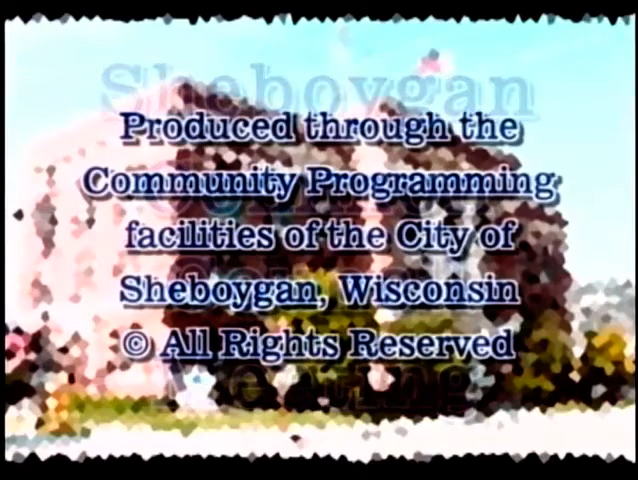 Sheboygan
Produced through the
Community Programming
facilities of the City of
Sheboygan, Wisconsin
© All Rights Reserved